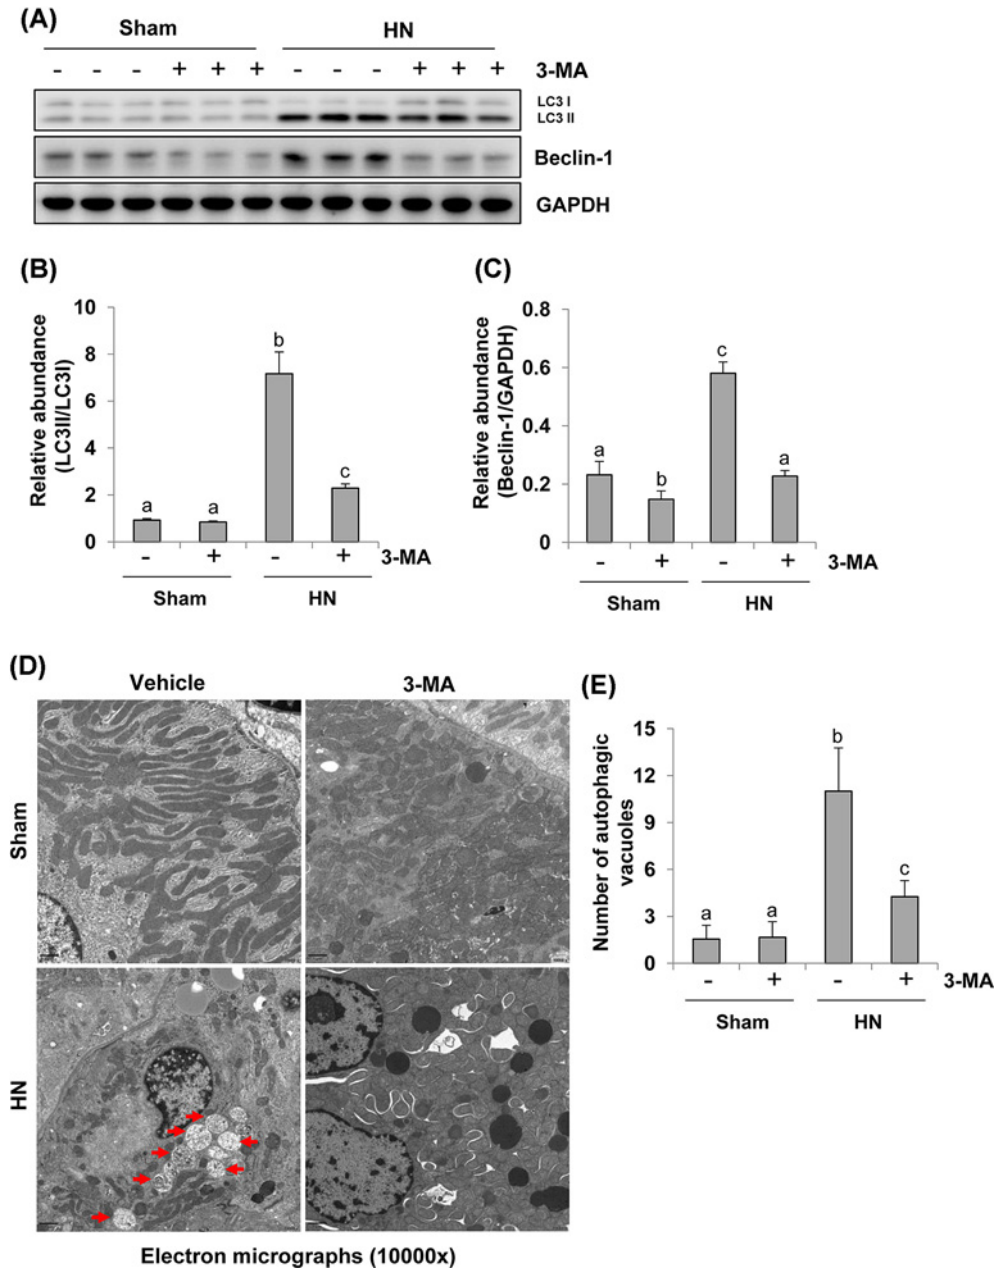 (A)
Sham HN
- - - + + + - - - + + + 3-MA
LC3 I
LC3 II
Beclin-1
GAPDH
(B)
Relative abundance
(LC3II/LC3I)
10
8
6
4
2
0
a a b c
- + - + 3-MA
Sham HN
(C)
Relative abundance
(Beclin-1/GAPDH)
0.8
0.6
0.4
0.2
0
a b c a
- + - + 3-MA
Sham HN
(D)
Vehicle 3-MA
Sham
HN
Electron micrographs (10000x)
(E)
Number of autophagic
vacuoles
15
12
9
6
3
0
a a b c
- + - + 3-MA
Sham HN